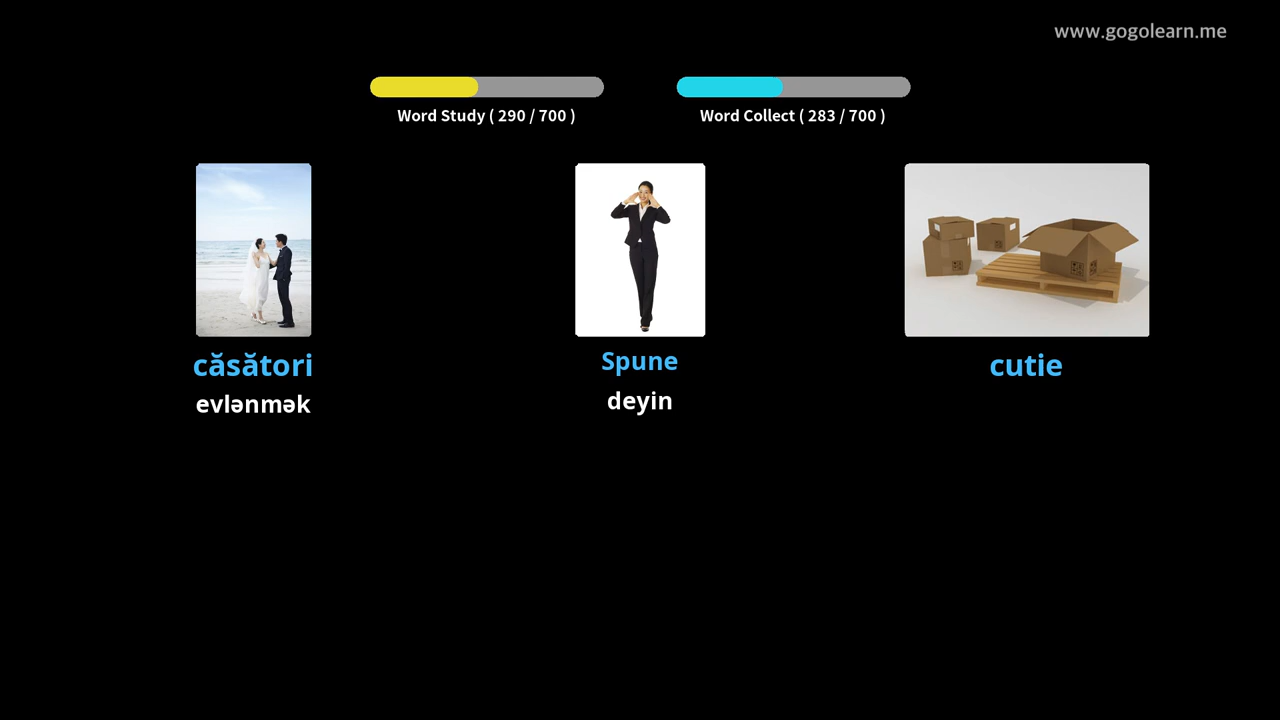 www.gogolearn.me
Word Study ( 290 / 700 )
Word Collect ( 283 / 700 )
căsători
evlənmək
Spune
deyin
cutie